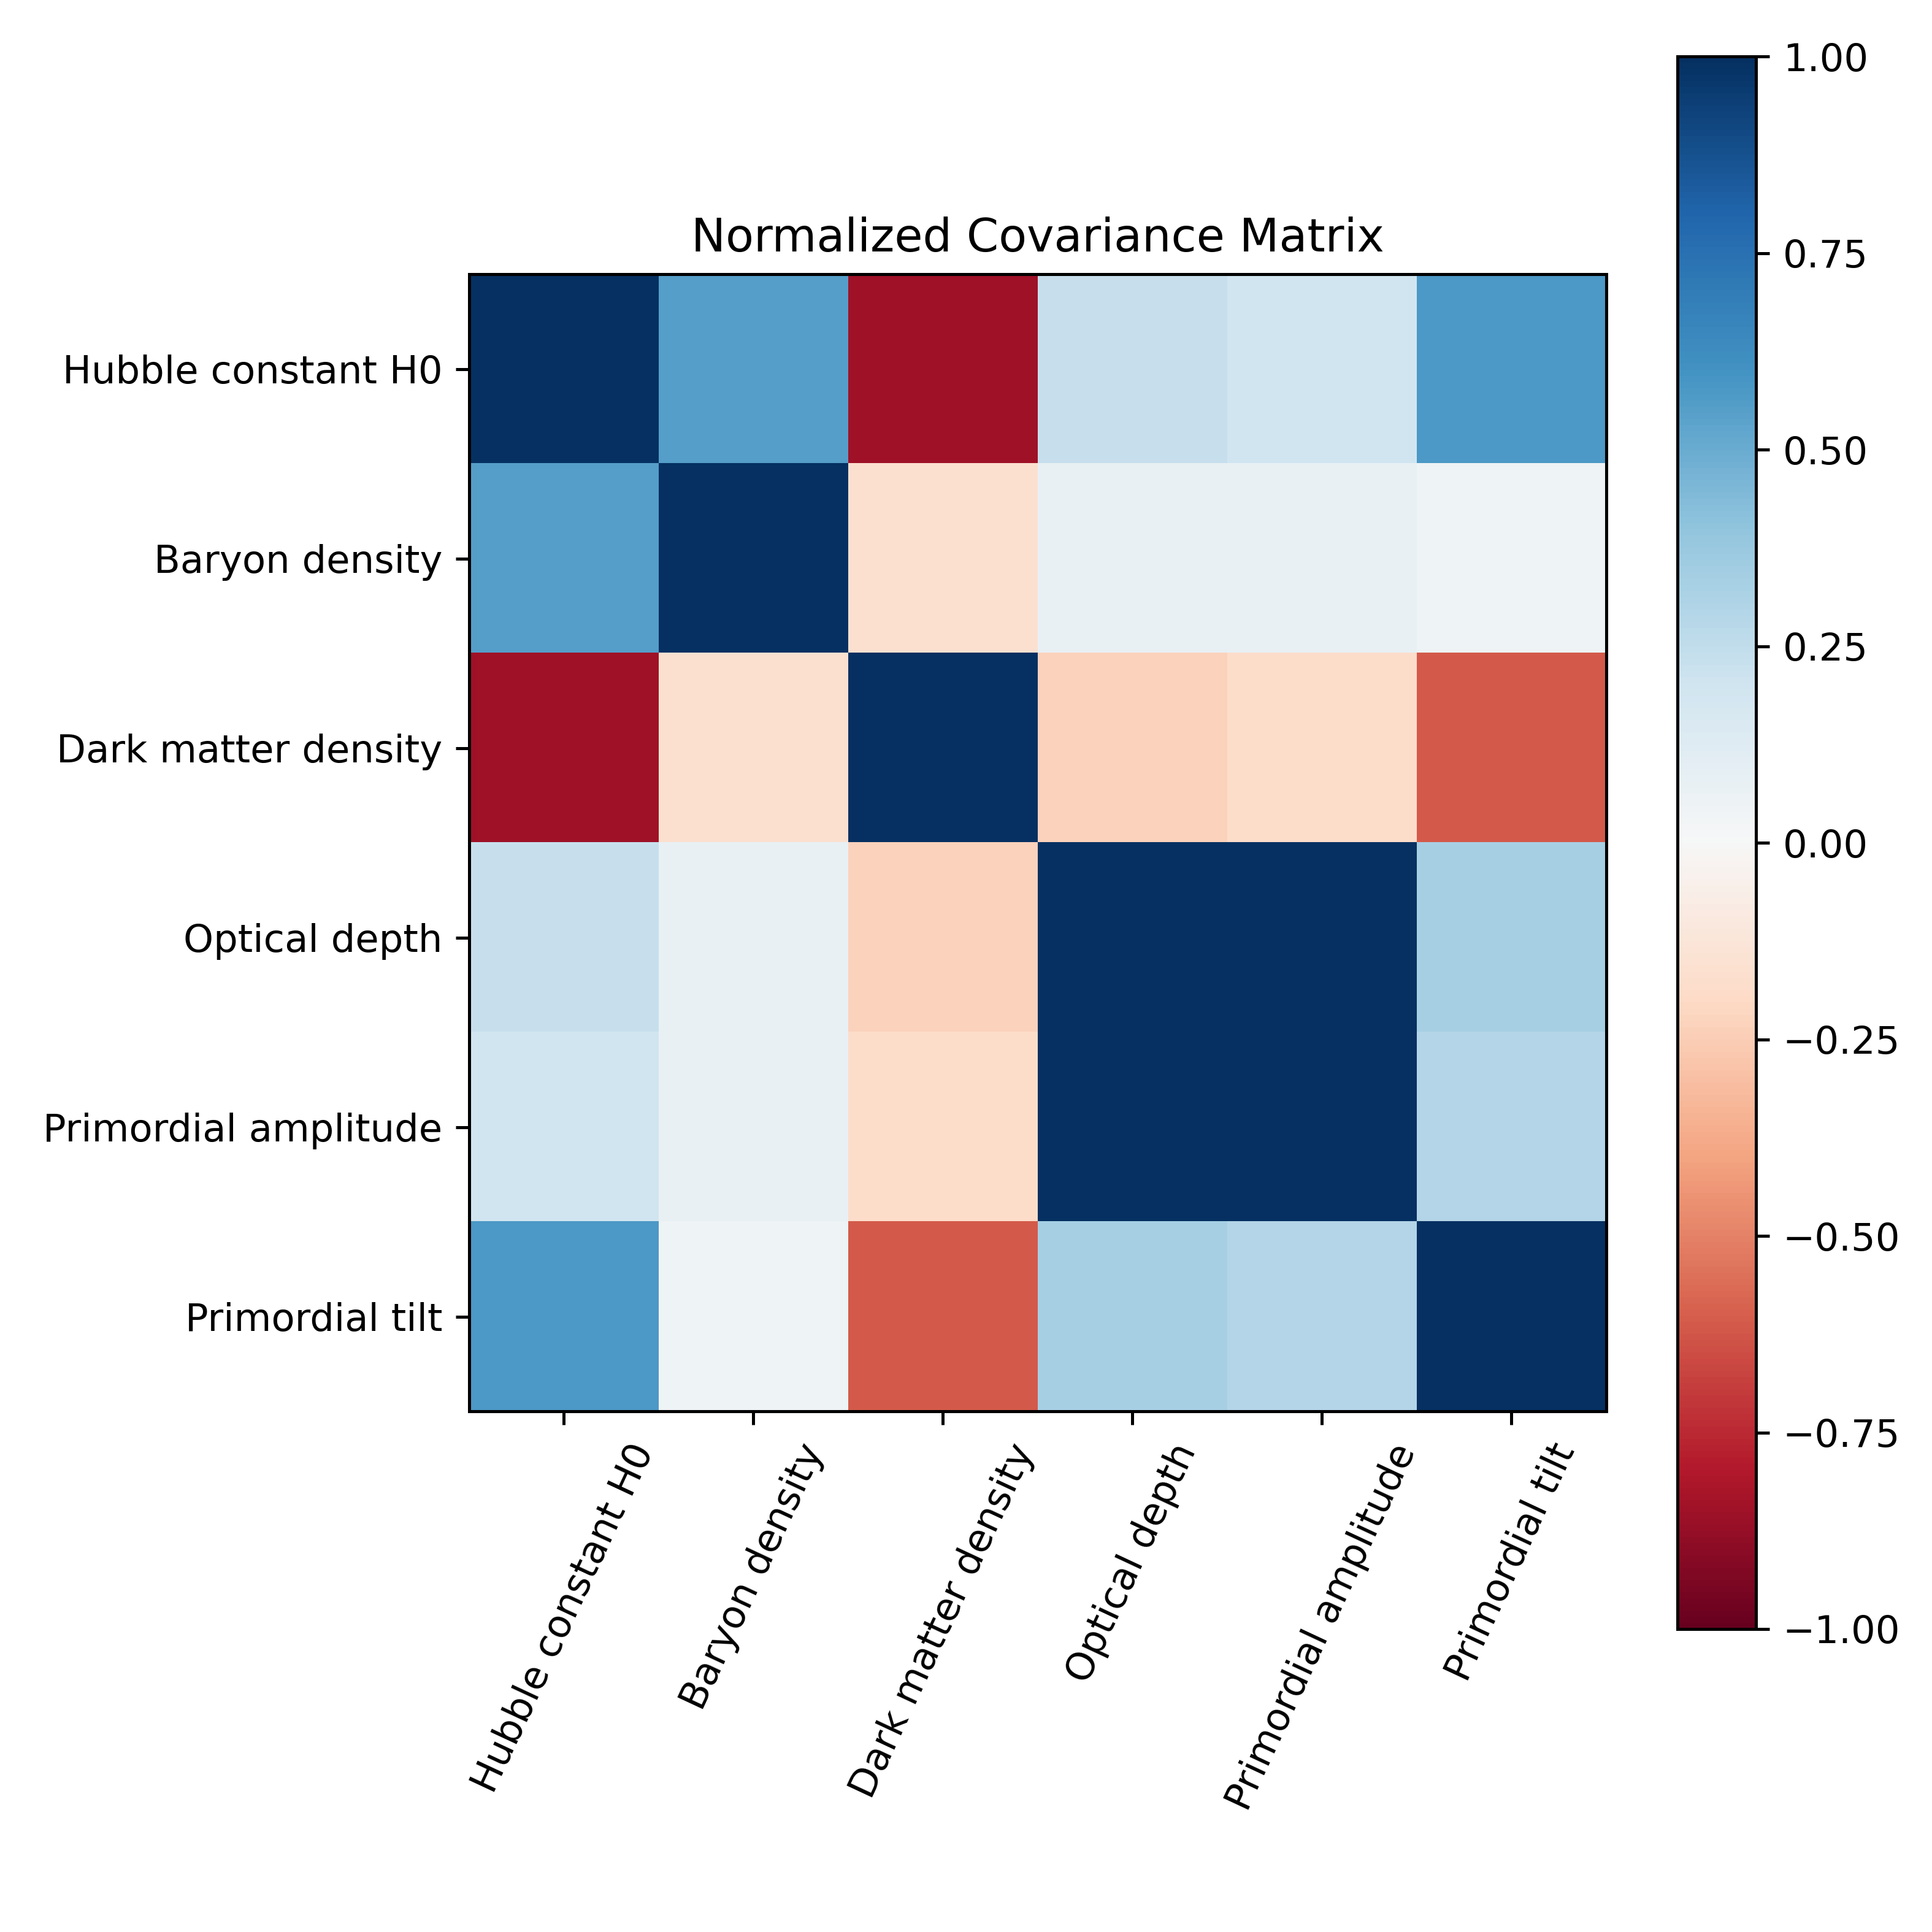 Normalized Covariance Matrix
Hubble constant H0
Baryon density
Dark matter density
Optical depth
Primordial amplitude
Primordial tilt
Hubble constant H0
Baryon density
Dark matter density
Optical depth
Primordial amplitude
Primordial tilt
1.00
0.75
0.50
0.25
0.00
−0.25
−0.50
−0.75
−1.00